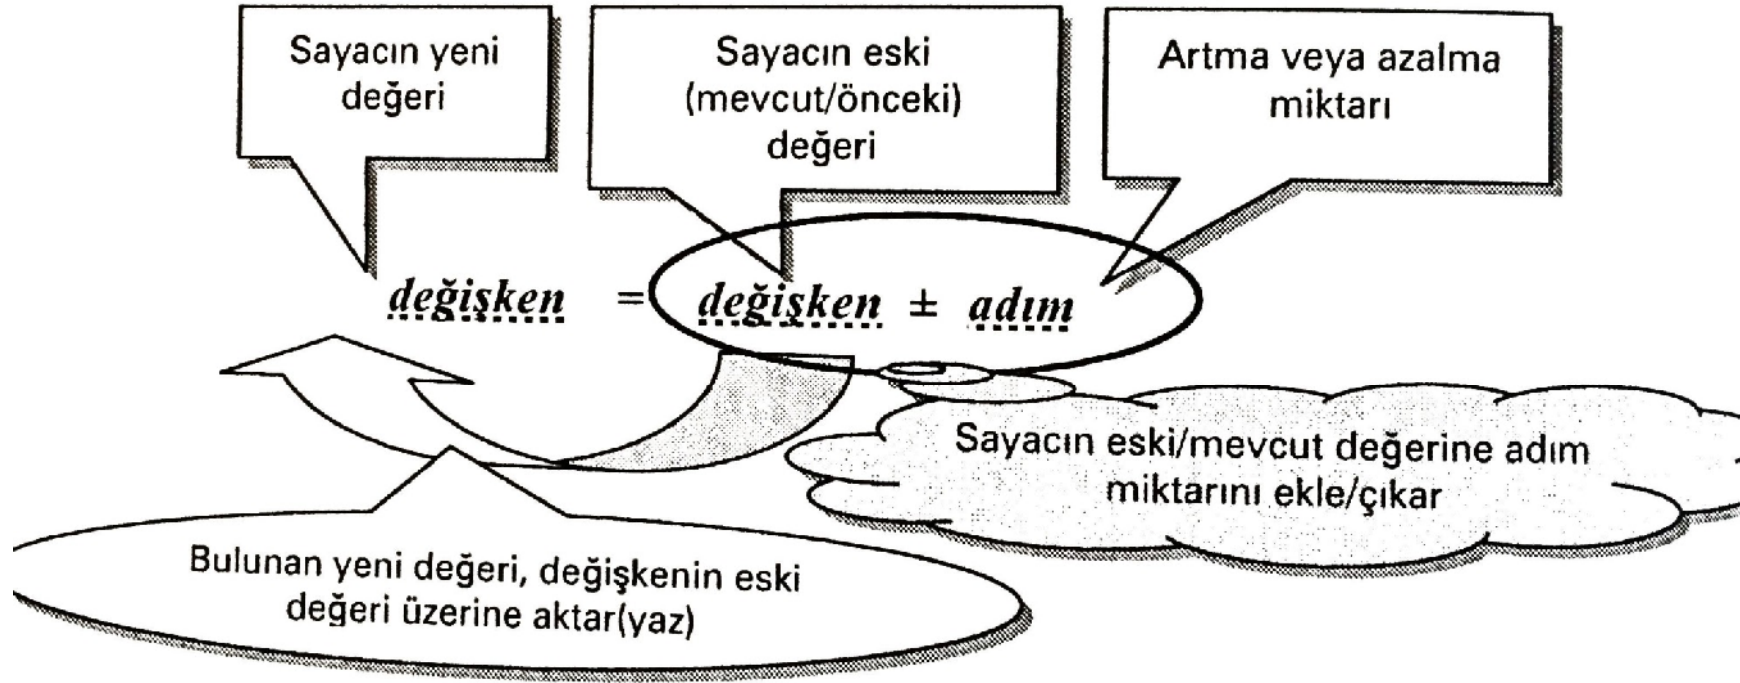 Sayacın yeni
değeri
Sayacın eski
(mevcut/önceki)
değeri
Artma veya azalma
miktarı
değişken = değişken ± adım
Sayacın eski/mevcut değerine adım
miktarını ekle/çıkar
Bulunan yeni değeri, değişkenin eski
değeri üzerine aktar(yaz)